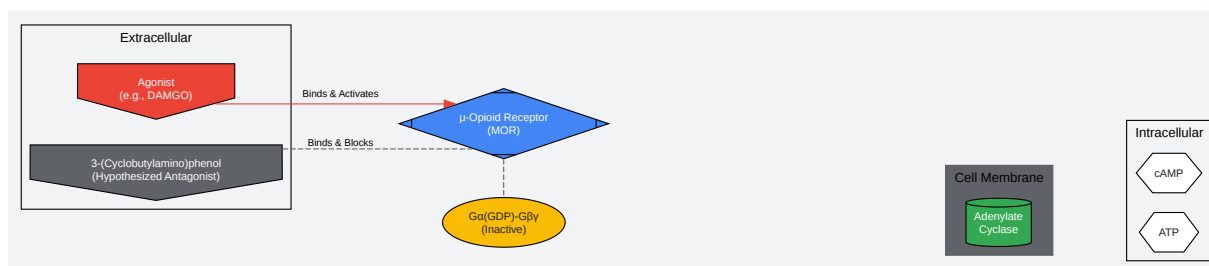 Extracellular
Agonist
(e.g., DAMGO)
Binds & Activates
μ-Opioid Receptor
(MOR)
3-(Cyclobutylamino)phenol
(Hypothesized Antagonist)
Binds & Blocks
Gα(GDP)-Gβγ
(Inactive)
Cell Membrane
Adenylate
Cyclase
Intracellular
cAMP
ATP